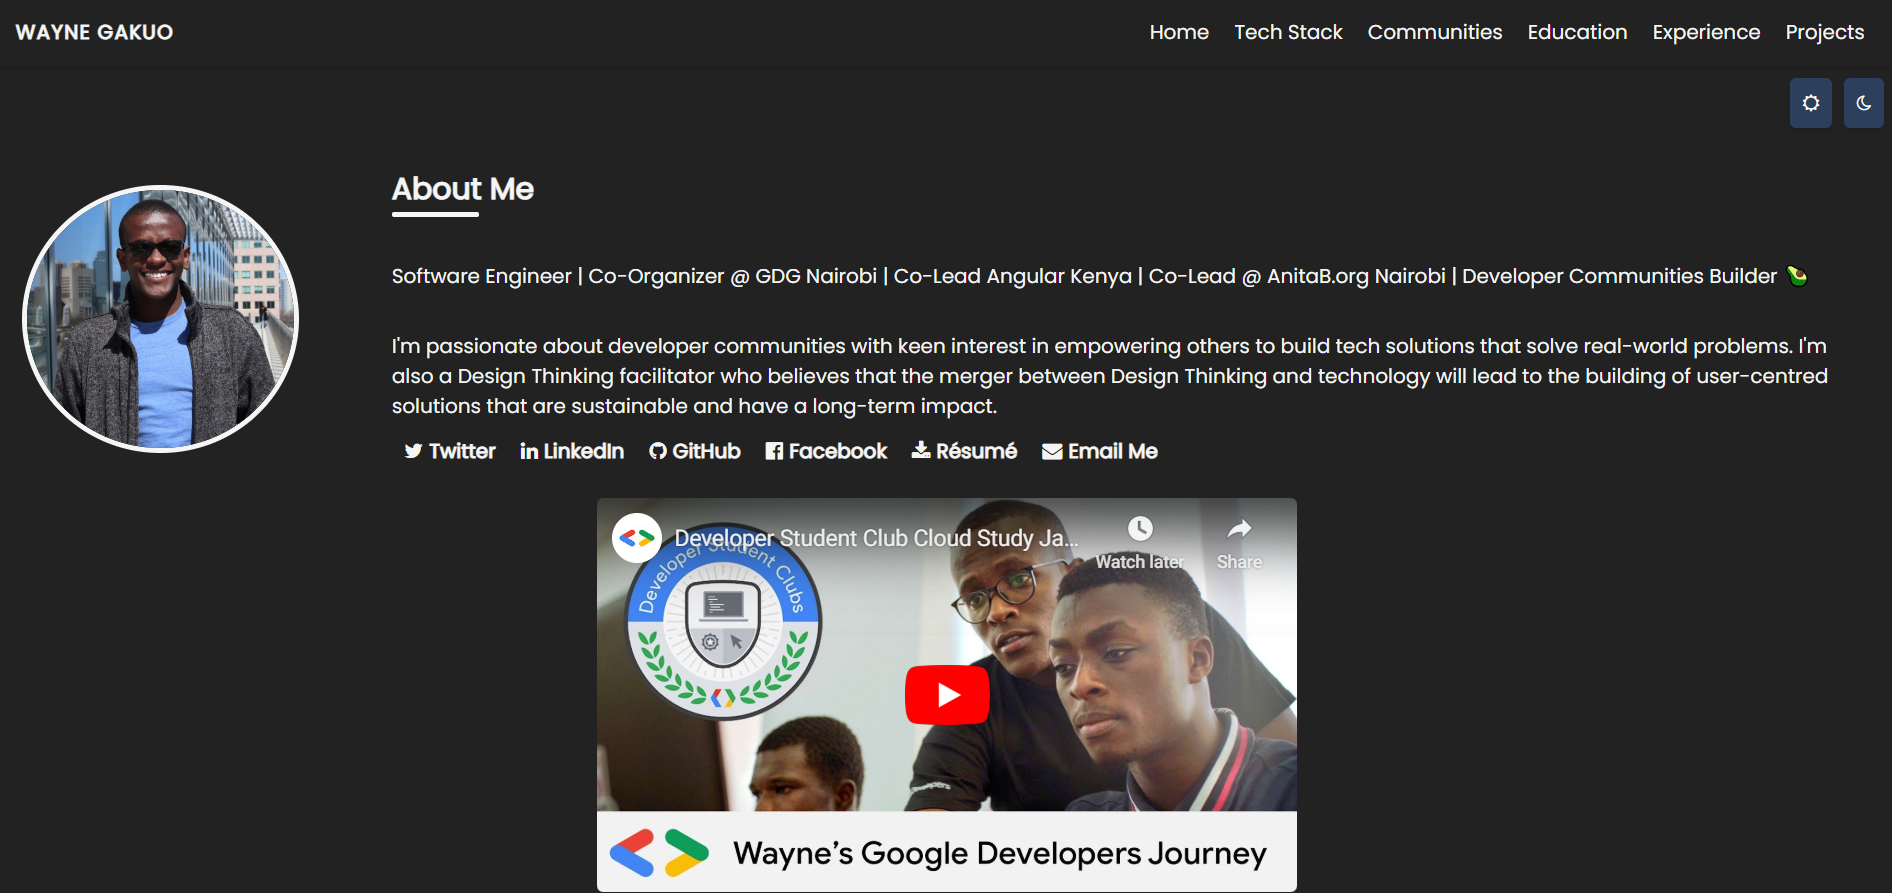 WAYNE GAKUO
Home Tech Stack Communities Education Experience Projects
About Me
Software Engineer | Co-Organizer @ GDG Nairobi | Co-Lead Angular Kenya | Co-Lead @ AnitaB.org Nairobi | Developer Communities Builder 🥑
I'm passionate about developer communities with keen interest in empowering others to build tech solutions that solve real-world problems. I'm
also a Design Thinking facilitator who believes that the merger between Design Thinking and technology will lead to the building of user-centred
solutions that are sustainable and have a long-term impact.
Twitter LinkedIn GitHub Facebook Résumé Email Me
Developer Student Club Cloud Study Ja...
Watch later Share
Developer Student Clubs
developers
Wayne's Google Developers Journey